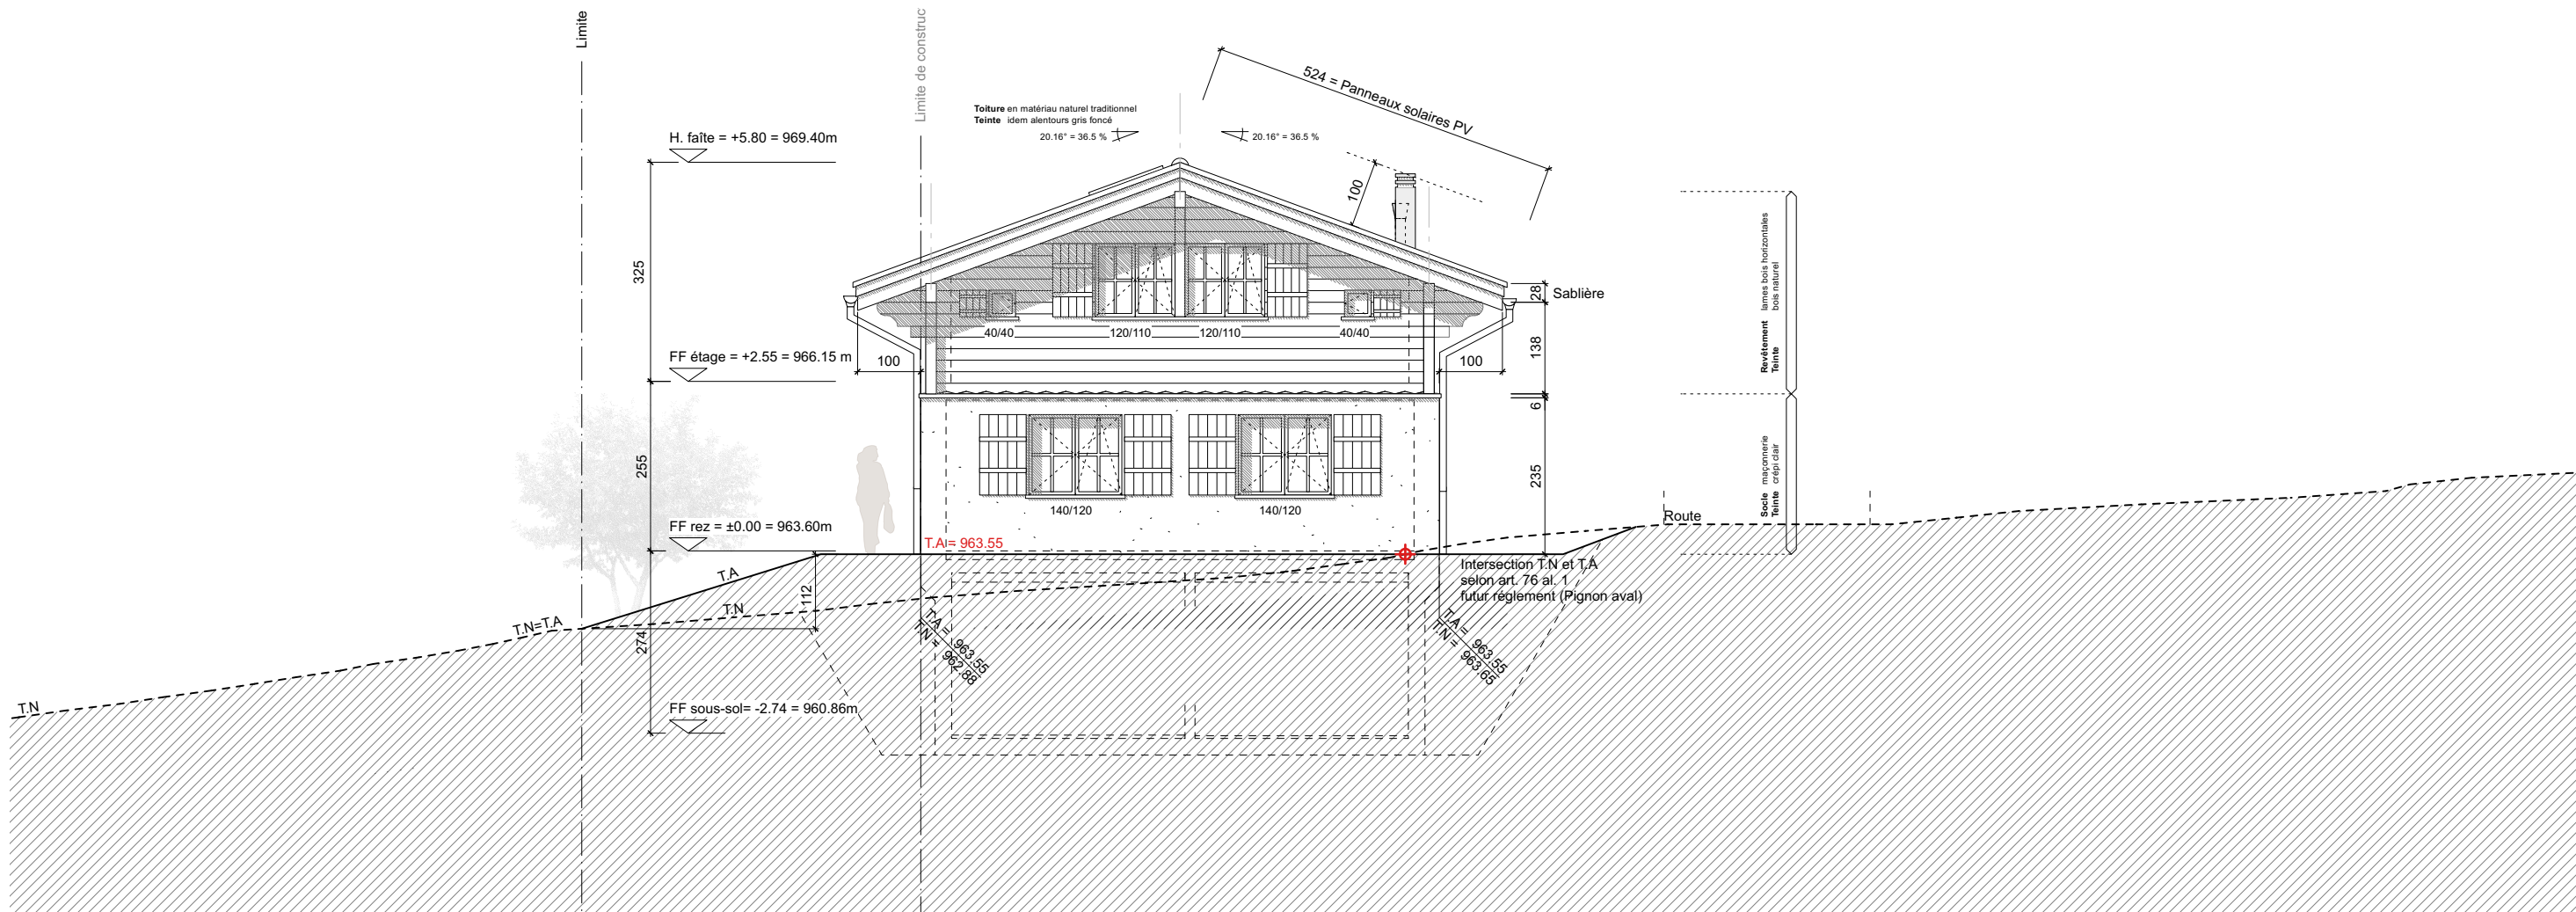 Limite
Limite de construc
524 = Panneaux solaires PV
Toiture en matériau naturel traditionnel
Teinte idem alentours gris foncé
20.16° = 36.5 %
20.16° = 36.5 %
H. faîte = +5.80 = 969.40m
100
325
28
Sablière
40/40
120/110
120/110
40/40
FF étage = +2.55 = 966.15 m
100
100
138
Revêtement lames bois horizontales
Teinte bois naturel
6
255
235
Socle maçonnerie
Teinte crépi clair
140/120
140/120
FF rez = ±0.00 = 963.60m
Route
T.A = 963.55
Intersection T.N et T.A
selon art. 76 al. 1
futur réglement (Pignon aval)
T.A
112
T.N
T.N=T.A
274
T.A = 963.55
T.N = 962.88
T.A = 963.55
T.N = 963.65
T.N
FF sous-sol= -2.74 = 960.86m